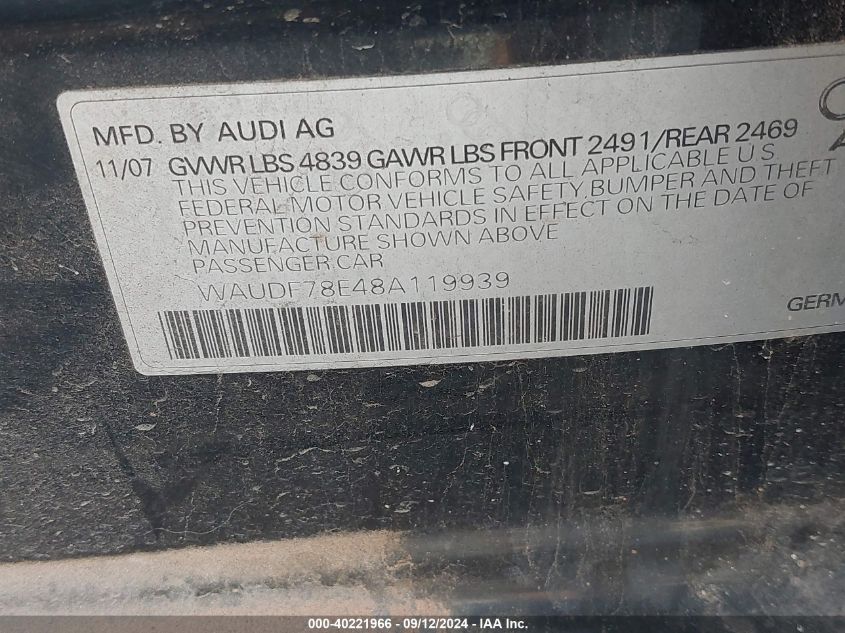 MFD. BY AUDI AG
11/07 GVWR LBS 4839 GAWR LBS FRONT 2491/REAR 2469
THIS VEHICLE CONFORMS TO ALL APPLICABLE U S
FEDERAL MOTOR VEHICLE SAFETY, BUMPER AND THEFT
PREVENTION STANDARDS IN EFFECT ON THE DATE OF
MANUFACTURE SHOWN ABOVE
PASSENGER CAR
WAUDF78E48A119939
GERM
000-40221966 - 09/12/2024 - IAAI, Inc.